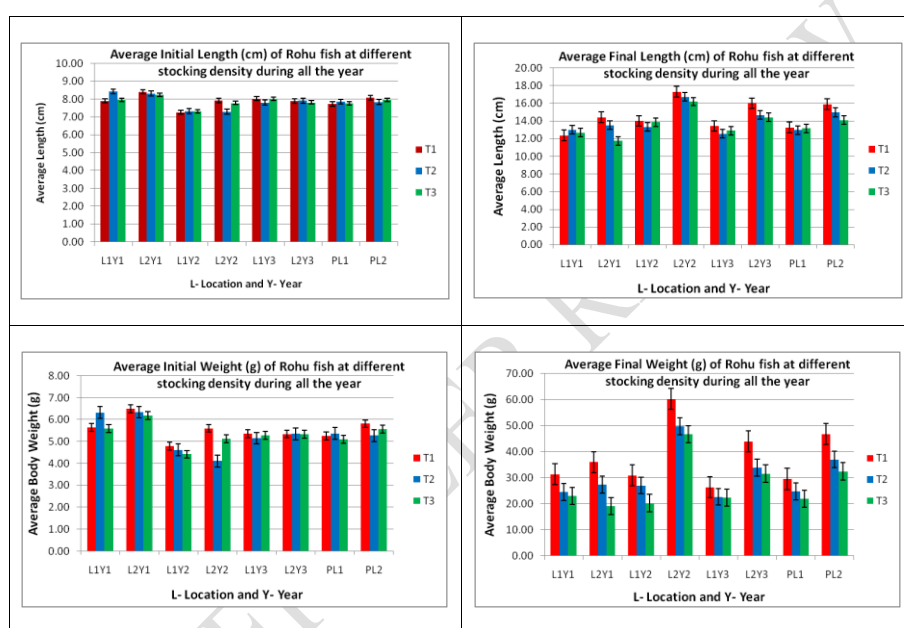 Average Initial Length (cm) of Rohu fish at different
stocking density during all the year
10.00
9.00
8.00
7.00
6.00
5.00
4.00
3.00
2.00
1.00
0.00
Average Length (cm)
L1Y1 L2Y1 L1Y2 L2Y2 L1Y3 L2Y3 PL1 PL2
L- Location and Y- Year
T1
T2
T3
Average Final Length (cm) of Rohu fish at different
stocking density during all the year
20.00
18.00
16.00
14.00
12.00
10.00
8.00
6.00
4.00
2.00
0.00
Average Length (cm)
L1Y1 L2Y1 L1Y2 L2Y2 L1Y3 L2Y3 PL1 PL2
L- Location and Y- Year
T1
T2
T3
Average Initial Weight (g) of Rohu fish at different
stocking density during all the year
8.00
7.00
6.00
5.00
4.00
3.00
2.00
1.00
0.00
Average Body Weight (g)
L1Y1 L2Y1 L1Y2 L2Y2 L1Y3 L2Y3 PL1 PL2
L- Location and Y- Year
T1
T2
T3
Average Final Weight (g) of Rohu fish at different
stocking density during all the year
70.00
60.00
50.00
40.00
30.00
20.00
10.00
0.00
Average Body Weight (g)
L1Y1 L2Y1 L1Y2 L2Y2 L1Y3 L2Y3 PL1 PL2
L- Location and Y- Year
T1
T2
T3